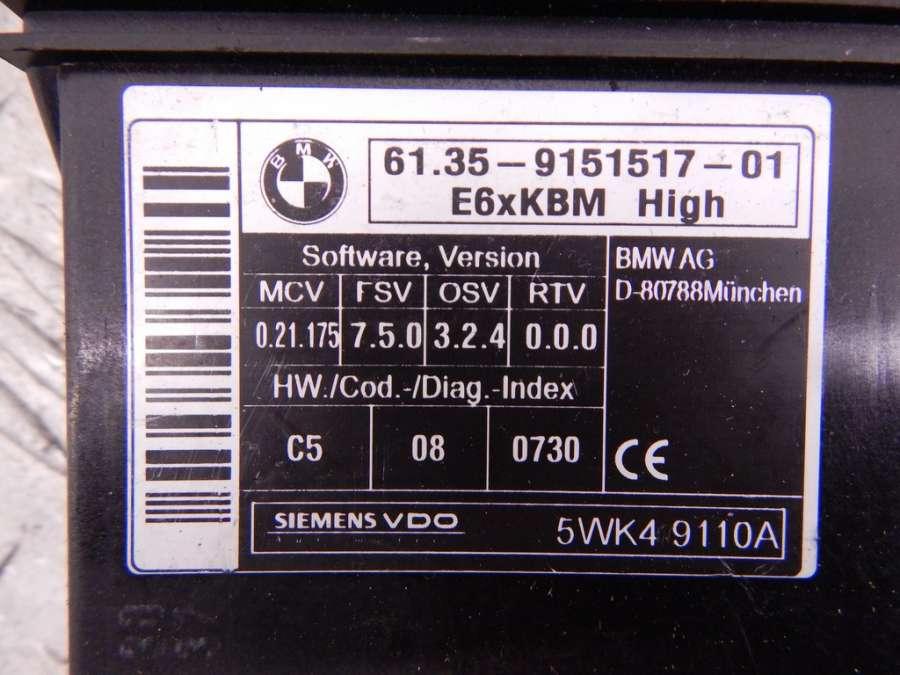 BMW
61.35-9151517-01
E6xKBM High
Software, Version
MCV FSV OSV RTV
0.21.175 7.5.0 3.2.4 0.0.0
HW./Cod.-/Diag.-Index
C5 08 0730
BMW AG
D-80788München
CE
SIEMENS VDO 5WK4 9110A